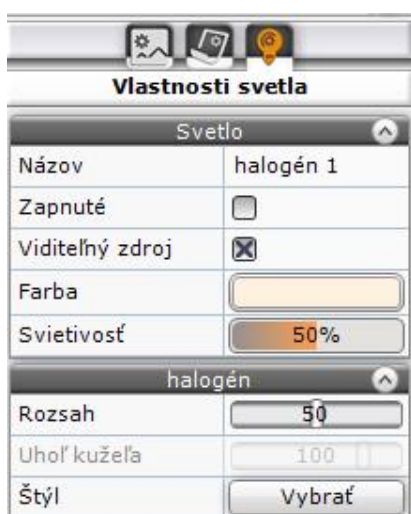 Vlastnosti svetla
Svetlo
Názov halogén 1
Zapnuté
Viditeľný zdroj
Farba
Svietivosť 50%
halogén
Rozsah 50
Uhoľ kužeľa 100
Štýl Vybrať